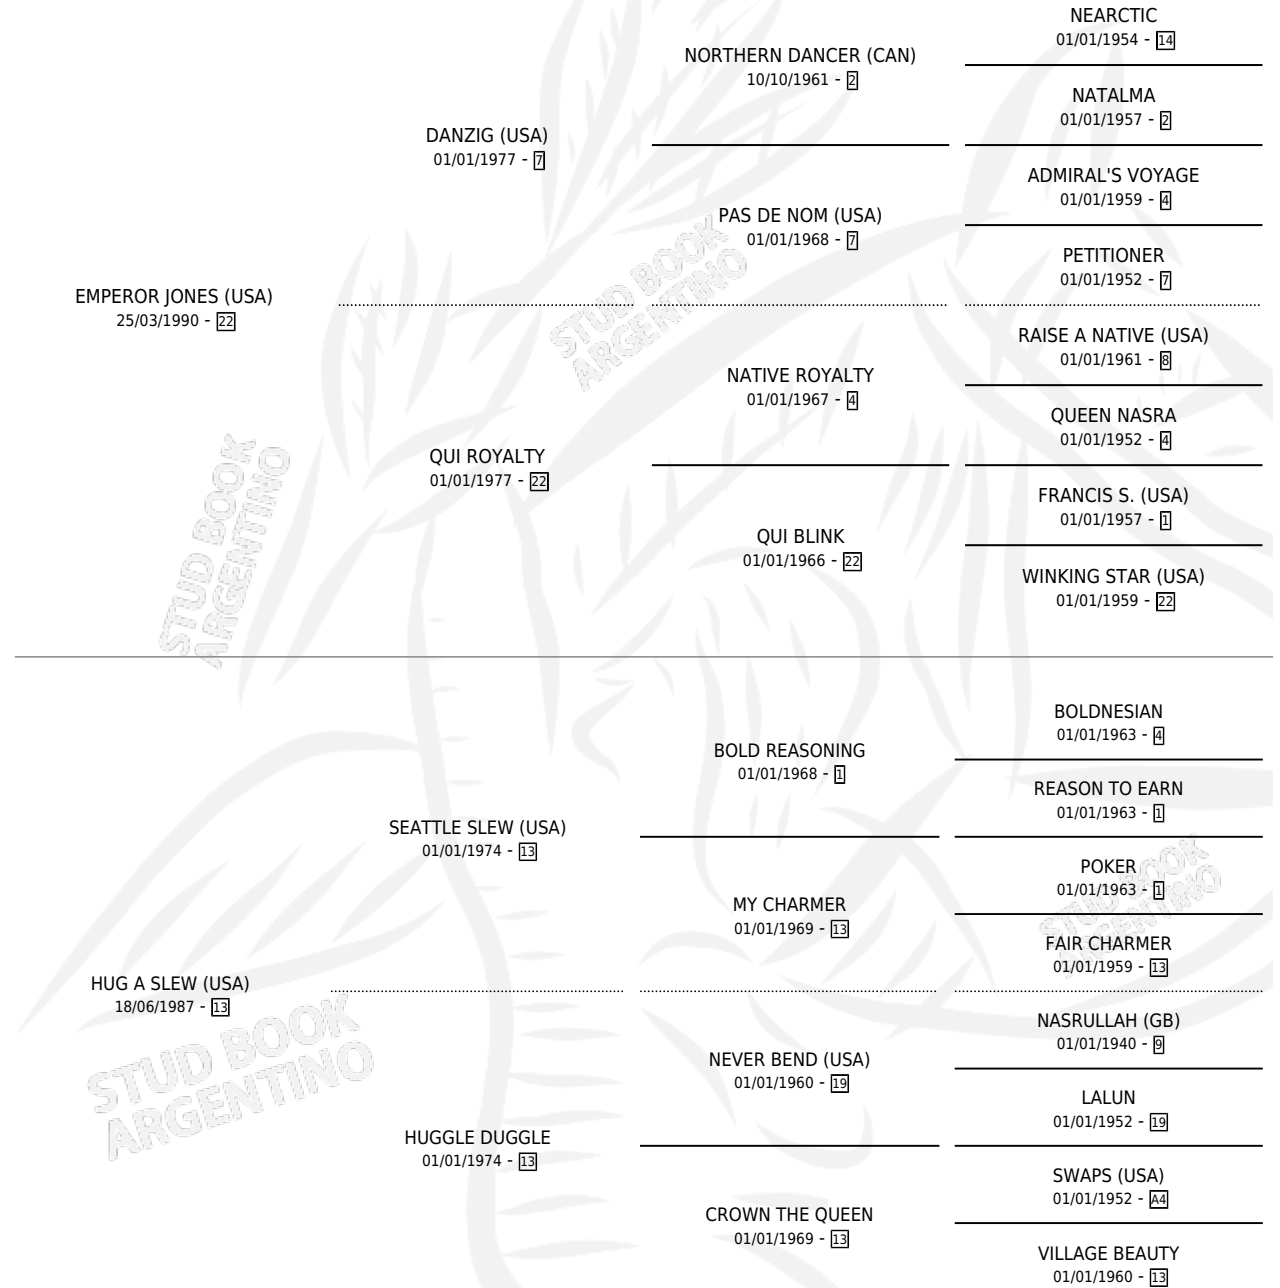 NEARCTIC
01/01/1954 - 14
NORTHERN DANCER (CAN)
10/10/1961 - 2
NATALMA
01/01/1957 - 2
DANZIG (USA)
01/01/1977 - 7
ADMIRAL'S VOYAGE
01/01/1959 - 4
PAS DE NOM (USA)
01/01/1968 - 7
PETITIONER
01/01/1952 - 7
EMPEROR JONES (USA)
25/03/1990 - 22
RAISE A NATIVE (USA)
01/01/1961 - 8
NATIVE ROYALTY
01/01/1967 - 4
QUEEN NASRA
01/01/1952 - 4
QUI ROYALTY
01/01/1977 - 22
FRANCIS S. (USA)
01/01/1957 - 1
QUI BLINK
01/01/1966 - 22
WINKING STAR (USA)
01/01/1959 - 22
BOLDNESIAN
01/01/1963 - 4
BOLD REASONING
01/01/1968 - 1
REASON TO EARN
01/01/1963 - 1
SEATTLE SLEW (USA)
01/01/1974 - 13
POKER
01/01/1963 - 1
MY CHARMER
01/01/1969 - 13
FAIR CHARMER
01/01/1959 - 13
HUG A SLEW (USA)
18/06/1987 - 13
NASRULLAH (GB)
01/01/1940 - 9
NEVER BEND (USA)
01/01/1960 - 19
LALUN
01/01/1952 - 19
HUGGLE DUGGLE
01/01/1974 - 13
SWAPS (USA)
01/01/1952 - A4
CROWN THE QUEEN
01/01/1969 - 13
VILLAGE BEAUTY
01/01/1960 - 13
STUD BOOK
ARGENTINO
STUD BOOK
ARGENTINO
STUD BOOK
ARGENTINO
STUD BOOK
ARGENTINO